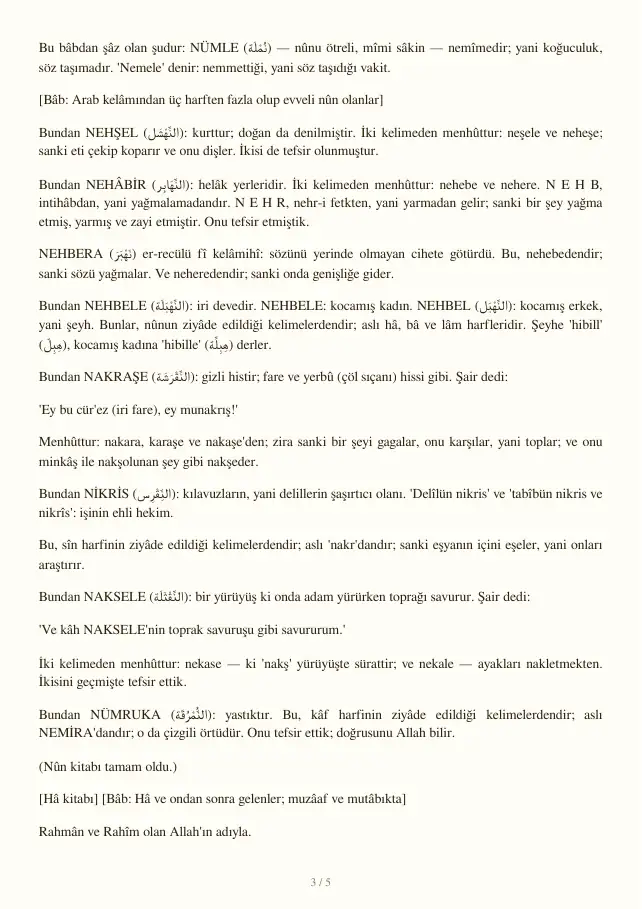 Bu bâbdan şâz olan şudur: NÜMLE (نُمْلَة) — nûnu ötreli, mîmi sâkin — nemîmedir; yani koğuculuk,
söz taşımadır. 'Nemele' denir: nemmettiği, yani söz taşıdığı vakit.
[Bâb: Arab kelâmından üç harften fazla olup evveli nûn olanlar]
Bundan NEHŞEL (النَّهْشَل): kurttur; doğan da denilmiştir. İki kelimeden menhûttur: neşele ve neheşe;
sanki eti çekip koparır ve onu dişler. İkisi de tefsir olunmuştur.
Bundan NEHÂBİR (النَّهَابِر): helâk yerleridir. İki kelimeden menhûttur: nehebe ve nehere. N E H B,
intihâbdan, yani yağmalamadandır. N E H R, nehr-i fetkten, yani yarmadan gelir; sanki bir şey yağma
etmiş, yarmış ve zayi etmiştir. Onu tefsir etmiştik.
NEHBERA (نَهْبَرَ) er-recülü fî kelâmihî: sözünü yerinde olmayan cihete götürdü. Bu, nehebedendir;
sanki sözü yağmalar. Ve neheredendir; sanki onda genişliğe gider.
Bundan NEHBELE (النَّهْبَلَة): iri devedir. NEHBELE: kocamış kadın. NEHBEL (النَّهْبَل): kocamış erkek,
yani şeyh. Bunlar, nûnun ziyâde edildiği kelimelerdendir; aslı hâ, bâ ve lâm harfleridir. Şeyhe 'hibill'
(هِبِلّ), kocamış kadına 'hibille' (هِبِلَّة) derler.
Bundan NAKRAŞE (النَّقْرَشَة): gizli histir; fare ve yerbû (çöl sıçanı) hissi gibi. Şair dedi:
'Ey bu cür'ez (iri fare), ey munakrış!'
Menhûttur: nakara, karaşe ve nakaşe'den; zira sanki bir şeyi gagalar, onu karşılar, yani toplar; ve onu
minkâş ile nakşolunan şey gibi nakşeder.
Bundan NİKRİS (النِّقْرِس): kılavuzların, yani delillerin şaşırtıcı olanı. 'Delîlün nikris' ve 'tabîbün nikris ve
nikrîs': işinin ehli hekim.
Bu, sîn harfinin ziyâde edildiği kelimelerdendir; aslı 'nakr'dandır; sanki eşyanın içini eşeler, yani onları
araştırır.
Bundan NAKSELE (النَّقْثَلَة): bir yürüyüş ki onda adam yürürken toprağı savurur. Şair dedi:
'Ve kâh NAKSELE'nin toprak savuruşu gibi savururum.'
İki kelimeden menhûttur: nekase — ki 'nakş' yürüyüşte sürattir; ve nekale — ayakları nakletmekten.
İkisini geçmişte tefsir ettik.
Bundan NÜMRUKA (النُّمْرُقَة): yastıktır. Bu, kâf harfinin ziyâde edildiği kelimelerdendir; aslı
NEMİRA'dandır; o da çizgili örtüdür. Onu tefsir ettik; doğrusunu Allah bilir.
(Nûn kitabı tamam oldu.)
[Hâ kitabı] [Bâb: Hâ ve ondan sonra gelenler; muzâaf ve mutâbıkta]
Rahmân ve Rahîm olan Allah'ın adıyla.
3 / 5